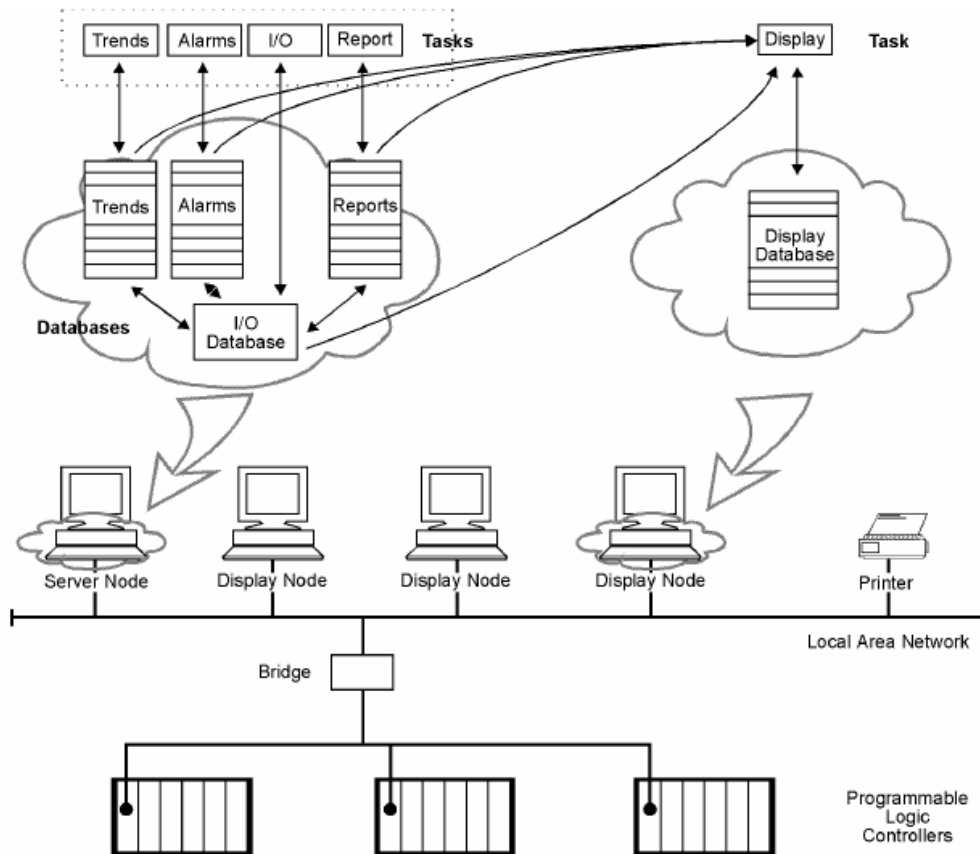 Trends
Alarms
I/O
Report
Tasks
Display
Task
Trends
Alarms
Reports
Display
Database
Databases
I/O
Database
Server Node
Display Node
Display Node
Display Node
Printer
Local Area Network
Bridge
Programmable
Logic
Controllers